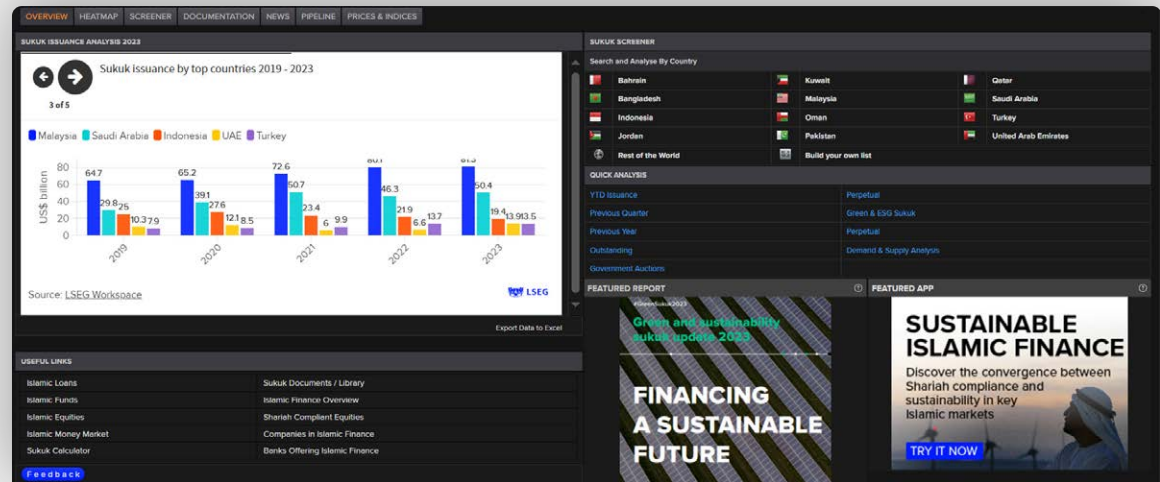 OVERVIEW HEATMAP SCREENER DOCUMENTATION NEWS PIPELINE PRICES & INDICES
SUKUK ISSUANCE ANALYSIS 2023
Sukuk issuance by top countries 2019 - 2023
3 of 5
Malaysia Saudi Arabia Indonesia UAE Turkey
US$ billion
80
60
40
20
0
64.7 29.8 25 10.3 7.9
65.2 39.1 27.6 12.1 8.5
72.6 50.7 23.4 6 9.9
80.1 46.3 21.9 6.6 13.7
81.3 50.4 19.4 13.9 13.5
2019 2020 2021 2022 2023
Source: LSEG Workspace
LSEG
Export Data to Excel
USEFUL LINKS
Islamic Loans Sukuk Documents / Library
Islamic Funds Islamic Finance Overview
Islamic Equities Shariah Compliant Equities
Islamic Money Market Companies in Islamic Finance
Sukuk Calculator Banks Offering Islamic Finance
Feedback
SUKUK SCREENER
Search and Analyse By Country
Bahrain Kuwait Qatar
Bangladesh Malaysia Saudi Arabia
Indonesia Oman Turkey
Jordan Pakistan United Arab Emirates
Rest of the World Build your own list
QUICK ANALYSIS
YTD Issuance Perpetual
Previous Quarter Green & ESG Sukuk
Previous Year Perpetual
Outstanding Demand & Supply Analysis
Government Auctions
FEATURED REPORT
#GreenSukuk2023
Green and sustainability
sukuk update 2023
FINANCING
A SUSTAINABLE
FUTURE
FEATURED APP
SUSTAINABLE
ISLAMIC FINANCE
Discover the convergence between
Shariah compliance and
sustainability in key
Islamic markets
TRY IT NOW